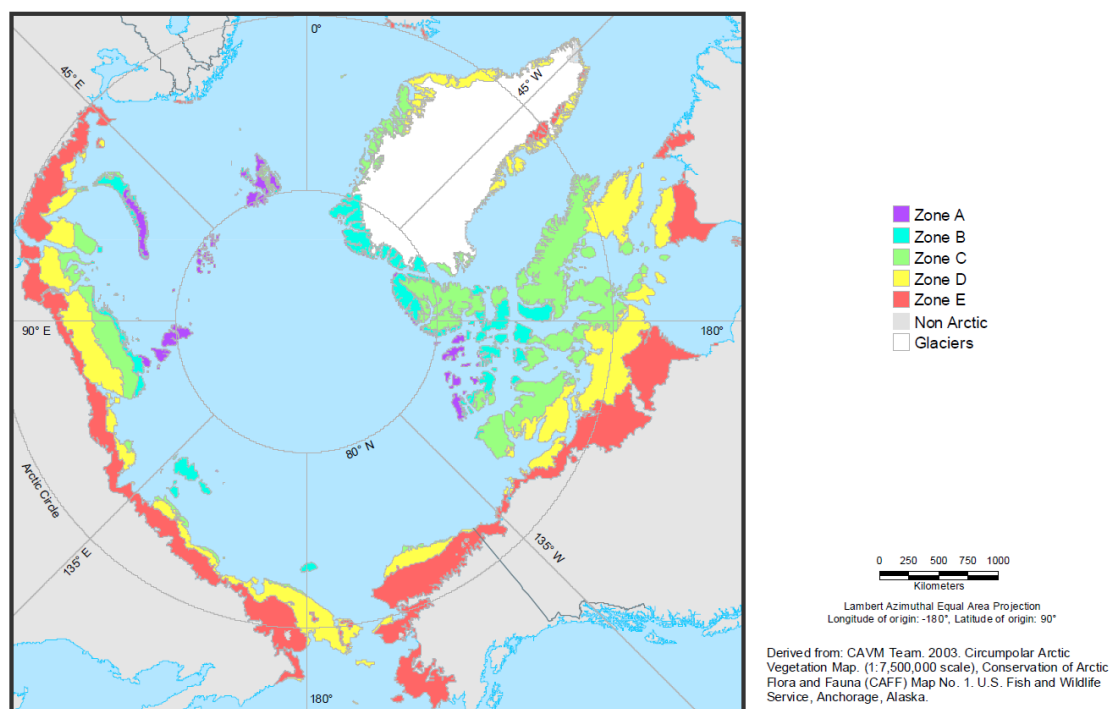 0°
45° E
45° W
90° E
180°
80° N
Arctic Circle
135° E
135° W
180°
Zone A
Zone B
Zone C
Zone D
Zone E
Non Arctic
Glaciers
0 250 500 750 1000
Kilometers
Lambert Azimuthal Equal Area Projection
Longitude of origin: -180°, Latitude of origin: 90°
Derived from: CAVM Team. 2003. Circumpolar Arctic
Vegetation Map. (1:7,500,000 scale), Conservation of Arctic
Flora and Fauna (CAFF) Map No. 1. U.S. Fish and Wildlife
Service, Anchorage, Alaska.